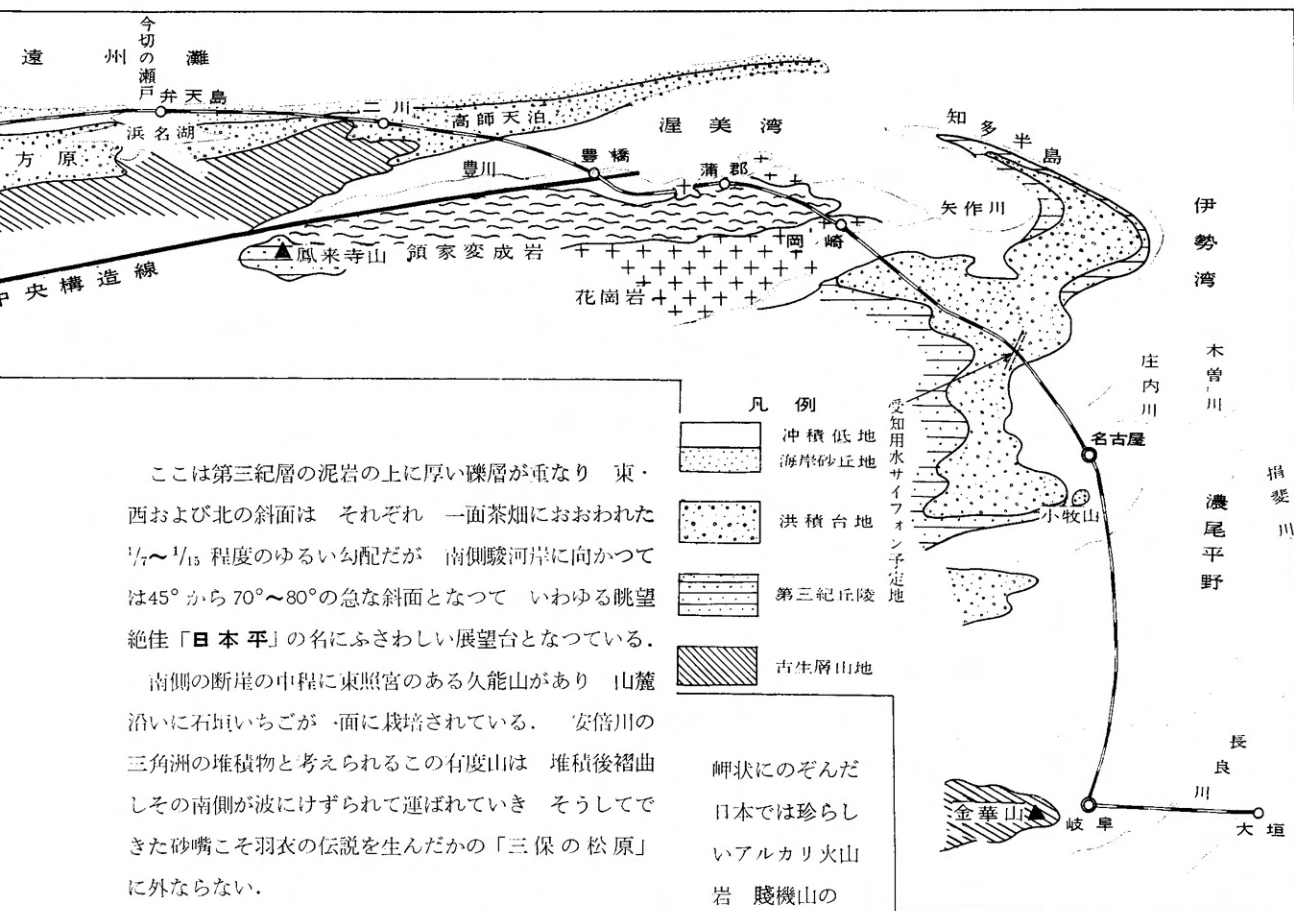 遠州灘
今切の瀬戸
弁天島
浜名湖
方原
二川
高師天泊
渥美湾
豊川
豊橋
蒲郡
知多半島
矢作川
伊勢湾
岡崎
鳳来寺山
領家変成岩
中央構造線
花崗岩
庄内川
木曽川
揖斐川
名古屋
小牧山
濃尾平野
受知用水サイフォン予定地
長良川
金華山
岐阜
大垣
凡例
冲積低地
海岸砂丘地
洪積台地
第三紀丘陵
古生層山地
ここは第三紀層の泥岩の上に厚い礫層が重なり 東・
西および北の斜面は それぞれ 一面茶畑におおわれた
1/7~1/15 程度のゆるい勾配だが 南側駿河岸に向かつて
は45°から70°~80°の急な斜面となつて いわゆる眺望
絶佳「日本平」の名にふさわしい展望台となつている.
南側の断崖の中程に東照宮のある久能山があり 山麓
沿いに石垣いちごが一面に栽培されている. 安倍川の
三角洲の堆積物と考えられるこの有度山は 堆積後褶曲
しその南側が波にけずられて運ばれていき そうしてで
きた砂嘴こそ羽衣の伝説を生んだかの「三保の松原」
に外ならない.
岬状にのぞんだ
日本では珍らし
いアルカリ火山
岩 賤機山の